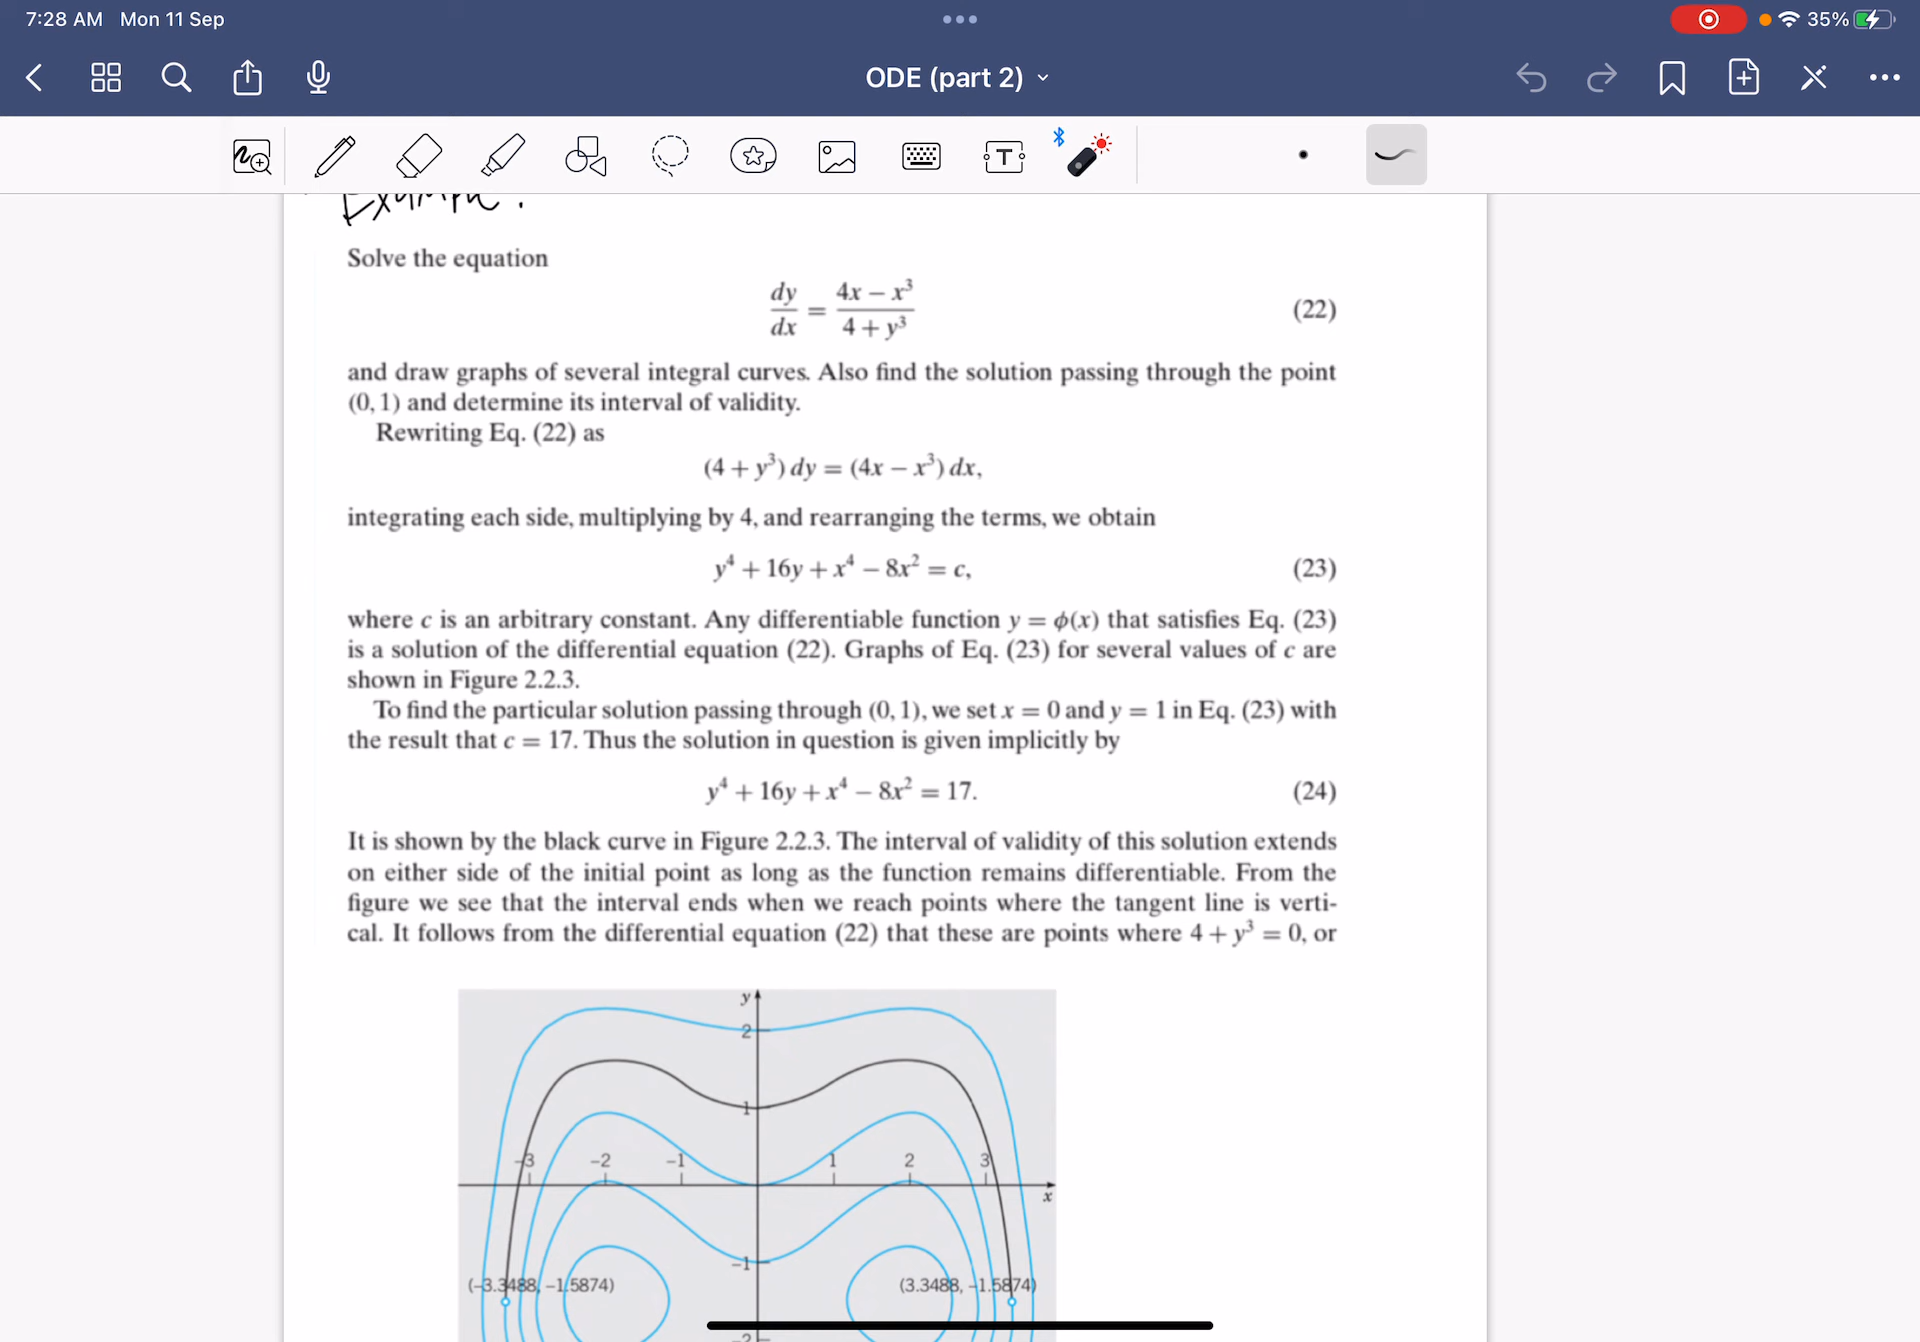 7:28 AM Mon 11 Sep
35%
ODE (part 2)
Example.
Solve the equation
dy/dx = (4x − x³)/(4 + y³) (22)
and draw graphs of several integral curves. Also find the solution passing through the point
(0, 1) and determine its interval of validity.
Rewriting Eq. (22) as
(4 + y³) dy = (4x − x³) dx,
integrating each side, multiplying by 4, and rearranging the terms, we obtain
y⁴ + 16y + x⁴ − 8x² = c, (23)
where c is an arbitrary constant. Any differentiable function y = ϕ(x) that satisfies Eq. (23)
is a solution of the differential equation (22). Graphs of Eq. (23) for several values of c are
shown in Figure 2.2.3.
To find the particular solution passing through (0, 1), we set x = 0 and y = 1 in Eq. (23) with
the result that c = 17. Thus the solution in question is given implicitly by
y⁴ + 16y + x⁴ − 8x² = 17. (24)
It is shown by the black curve in Figure 2.2.3. The interval of validity of this solution extends
on either side of the initial point as long as the function remains differentiable. From the
figure we see that the interval ends when we reach points where the tangent line is verti-
cal. It follows from the differential equation (22) that these are points where 4 + y³ = 0, or
y
2
1
−3 −2 −1 1 2 3
x
−1
(−3.3488, −1.5874) (3.3488, −1.5874)
−2